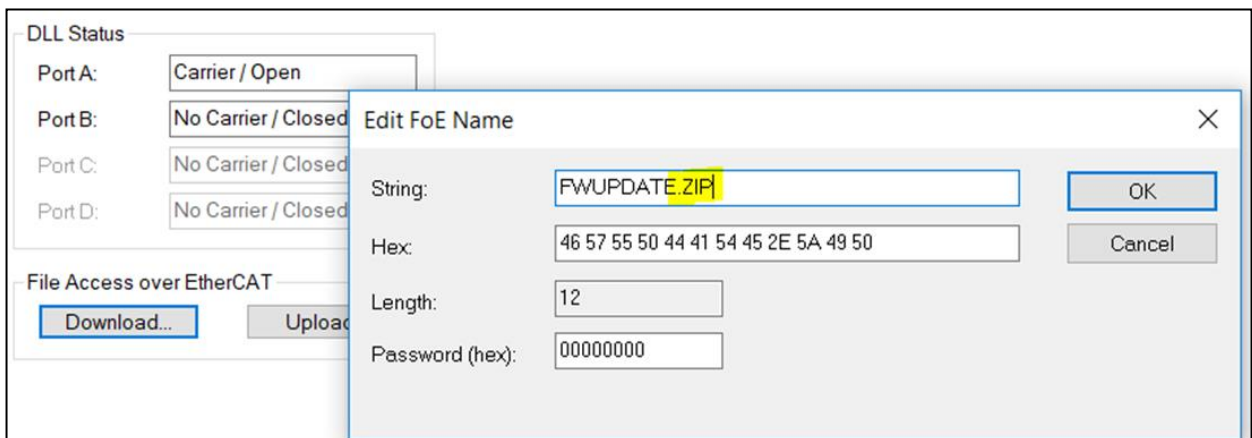 DLL Status
Port A: Carrier / Open
Port B: No Carrier / Closed
Port C: No Carrier / Closed
Port D: No Carrier / Closed
File Access over EtherCAT
Download...
Edit FoE Name
String: FWUPDATE.ZIP
OK
Hex: 46 57 55 50 44 41 54 45 2E 5A 49 50
Cancel
Length: 12
Password (hex): 00000000